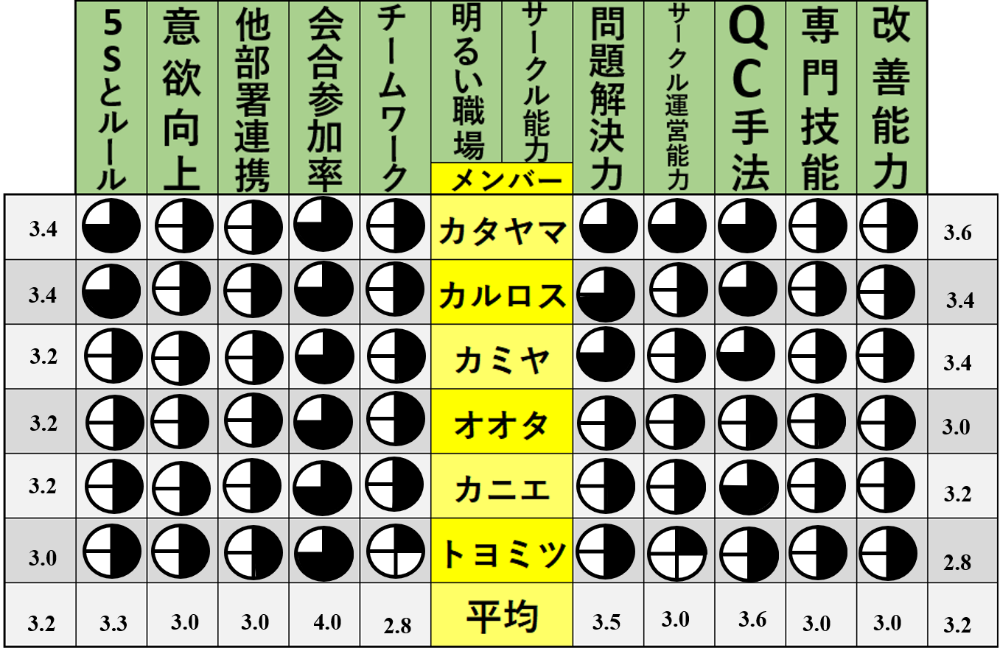 5Sとルール
意欲向上
他部署連携
会合参加率
チームワーク
明るい職場
サークル能力
問題解決力
サークル運営能力
QC手法
専門技能
改善能力
メンバー
3.4 カタヤマ 3.6
3.4 カルロス 3.4
3.2 カミヤ 3.4
3.2 オオタ 3.0
3.2 カニエ 3.2
3.0 トヨミツ 2.8
3.2 3.3 3.0 3.0 4.0 2.8 平均 3.5 3.0 3.6 3.0 3.0 3.2